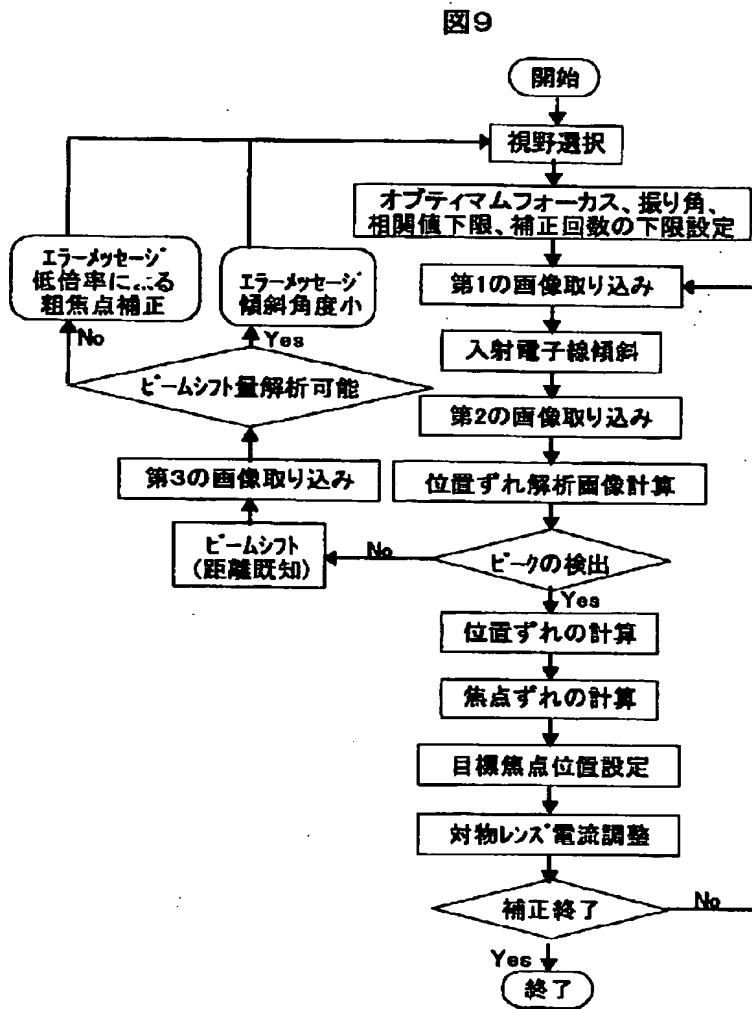 図9
開始
視野選択
オプティマムフォーカス、振り角、
相関値下限、補正回数の下限設定
エラーメッセージ
低倍率による
粗焦点補正
エラーメッセージ
傾斜角度小
第1の画像取り込み
No
Yes
入射電子線傾斜
ビームシフト量解析可能
第2の画像取り込み
第3の画像取り込み
位置ずれ解析画像計算
ビームシフト
(距離既知)
No
ピークの検出
Yes
位置ずれの計算
焦点ずれの計算
目標焦点位置設定
対物レンズ電流調整
補正終了
No
Yes
終了